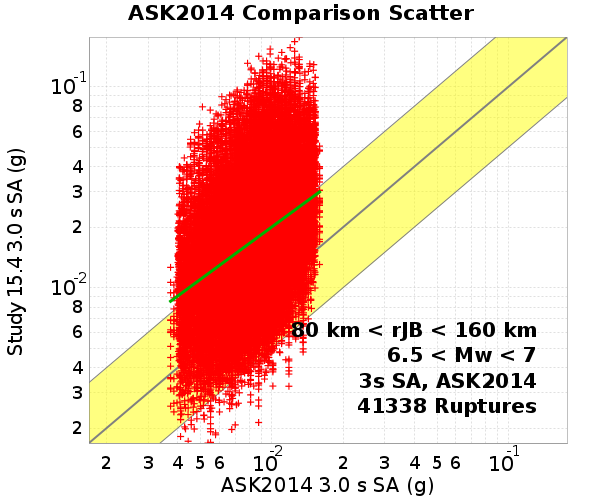 ASK2014 Comparison Scatter
Study 15.4 3.0 s SA (g)
10⁻¹
8
6
4
3
2
10⁻²
8
6
4
3
2
80 km < rJB < 160 km
6.5 < Mw < 7
3s SA, ASK2014
41338 Ruptures
2 3 4 5 6 10⁻² 2 3 4 5 6 10⁻¹
ASK2014 3.0 s SA (g)